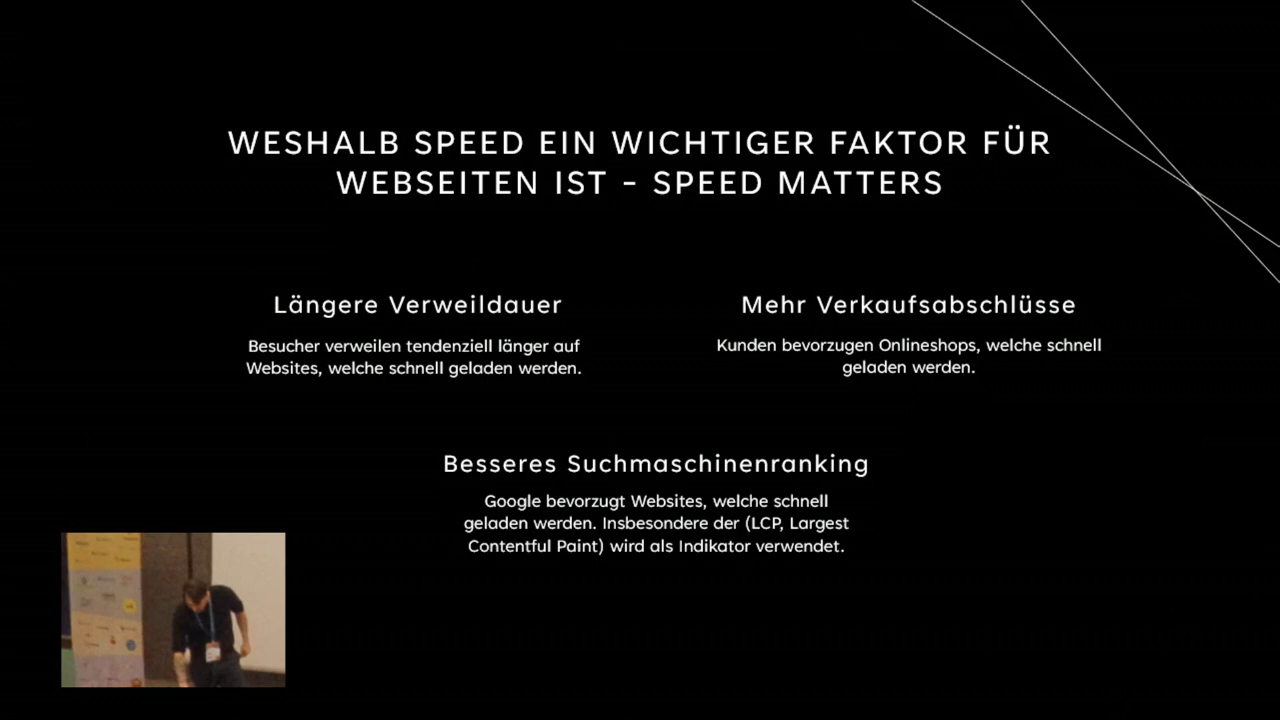 WESHALB SPEED EIN WICHTIGER FAKTOR FÜR
WEBSEITEN IST - SPEED MATTERS
Längere Verweildauer
Besucher verweilen tendenziell länger auf
Websites, welche schnell geladen werden.
Mehr Verkaufsabschlüsse
Kunden bevorzugen Onlineshops, welche schnell
geladen werden.
Besseres Suchmaschinenranking
Google bevorzugt Websites, welche schnell
geladen werden. Insbesondere der (LCP, Largest
Contentful Paint) wird als Indikator verwendet.